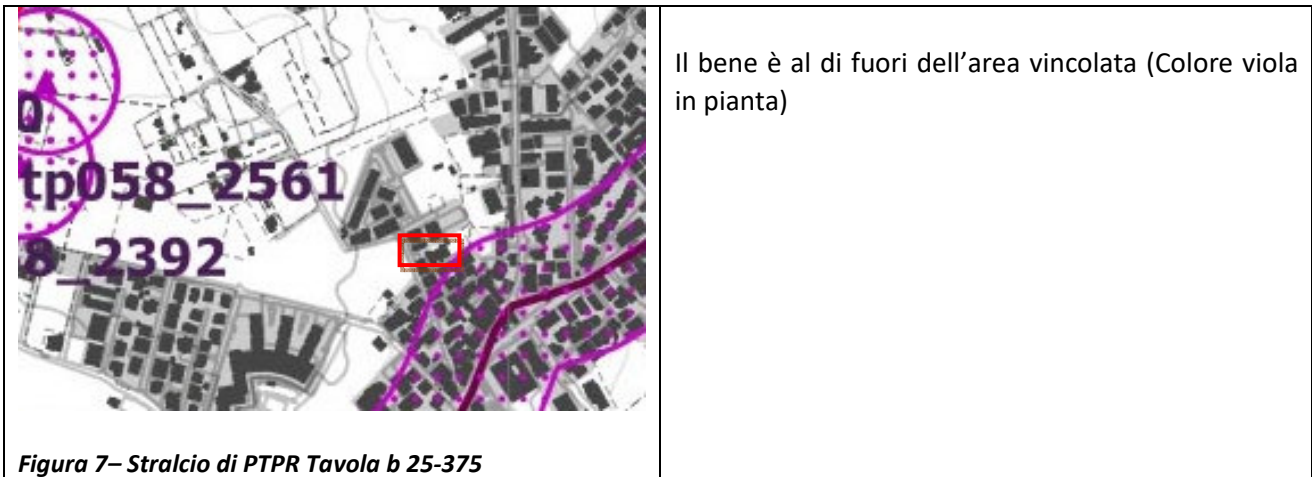 Il bene è al di fuori dell’area vincolata (Colore viola
in pianta)
0
tp058_2561
8_2392
Figura 7– Stralcio di PTPR Tavola b 25-375